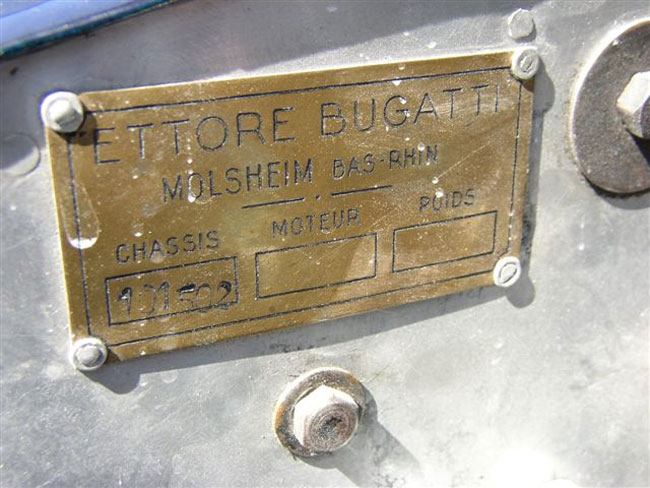 ETTORE BUGATTI
MOLSHEIM BAS-RHIN
CHASSIS MOTEUR POIDS
101502